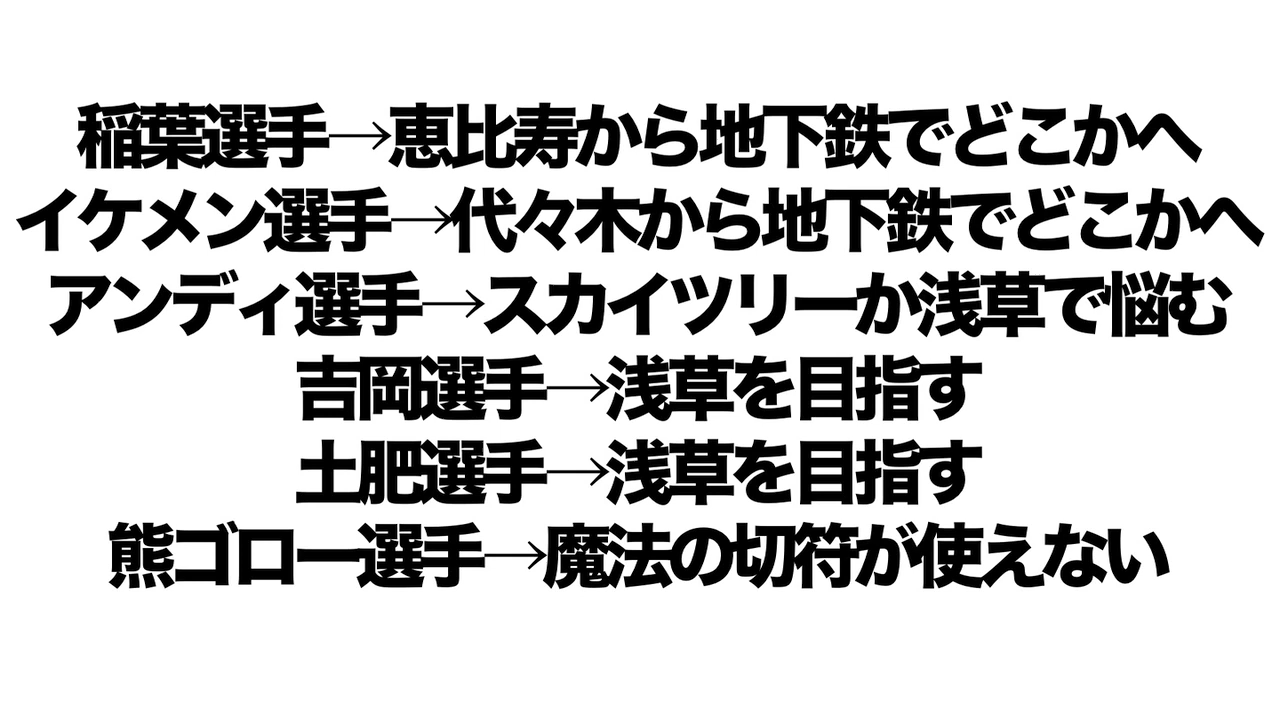 稲葉選手→恵比寿から地下鉄でどこかへ
イケメン選手→代々木から地下鉄でどこかへ
アンディ選手→スカイツリーか浅草で悩む
吉岡選手→浅草を目指す
土肥選手→浅草を目指す
熊ゴロー選手→魔法の切符が使えない